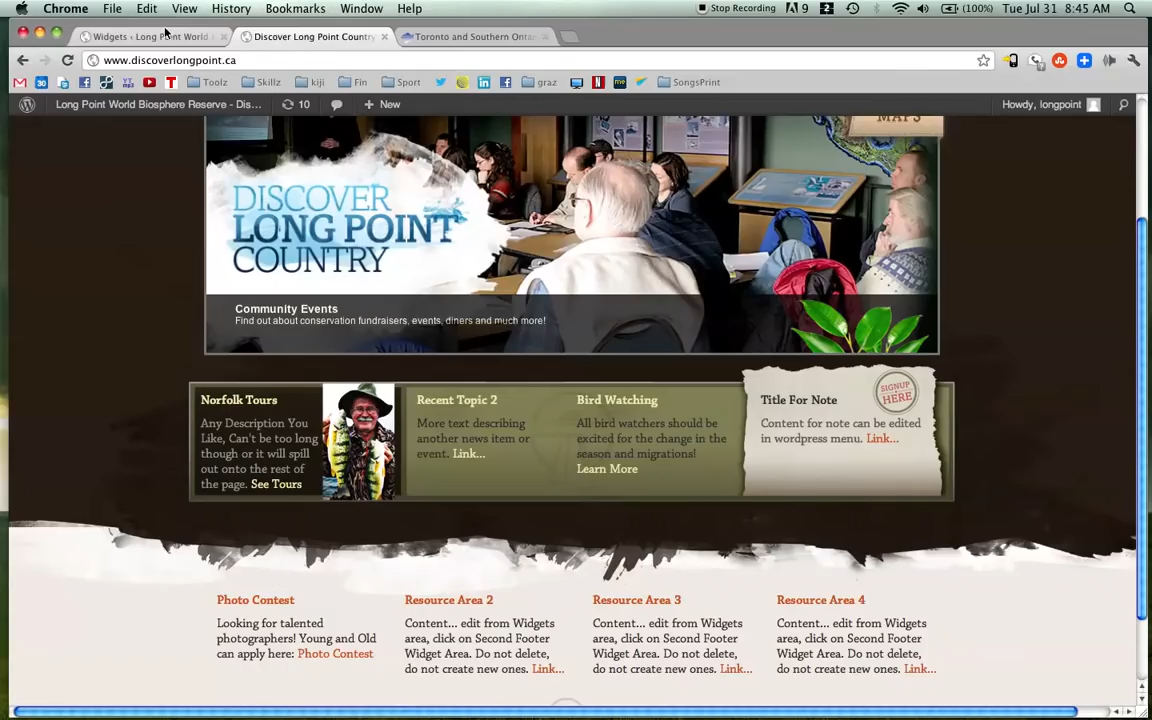 Chrome File Edit View History Bookmarks Window Help Stop Recording 9 2 (100%) Tue Jul 31 8:45 AM
Widgets ‹ Long Point World Discover Long Point Country Toronto and Southern Onta
www.discoverlongpoint.ca
30 Toolz Skillz kiji Fin Sport graz me SongsPrint
Long Point World Biosphere Reserve - Dis... 10 New Howdy, longpoint
MAPS
DISCOVER
LONG POINT
COUNTRY
Community Events
Find out about conservation fundraisers, events, diners and much more!
Norfolk Tours
Any Description You
Like, Can't be too long
though or it will spill
out onto the rest of
the page. See Tours
Recent Topic 2
More text describing
another news item or
event. Link...
Bird Watching
All bird watchers should be
excited for the change in the
season and migrations!
Learn More
SIGNUP
HERE
Title For Note
Content for note can be edited
in wordpress menu. Link...
Photo Contest
Looking for talented
photographers! Young and Old
can apply here: Photo Contest
Resource Area 2
Content... edit from Widgets
area, click on Second Footer
Widget Area. Do not delete,
do not create new ones. Link...
Resource Area 3
Content... edit from Widgets
area, click on Second Footer
Widget Area. Do not delete,
do not create new ones. Link...
Resource Area 4
Content... edit from Widgets
area, click on Second Footer
Widget Area. Do not delete,
do not create new ones. Link...